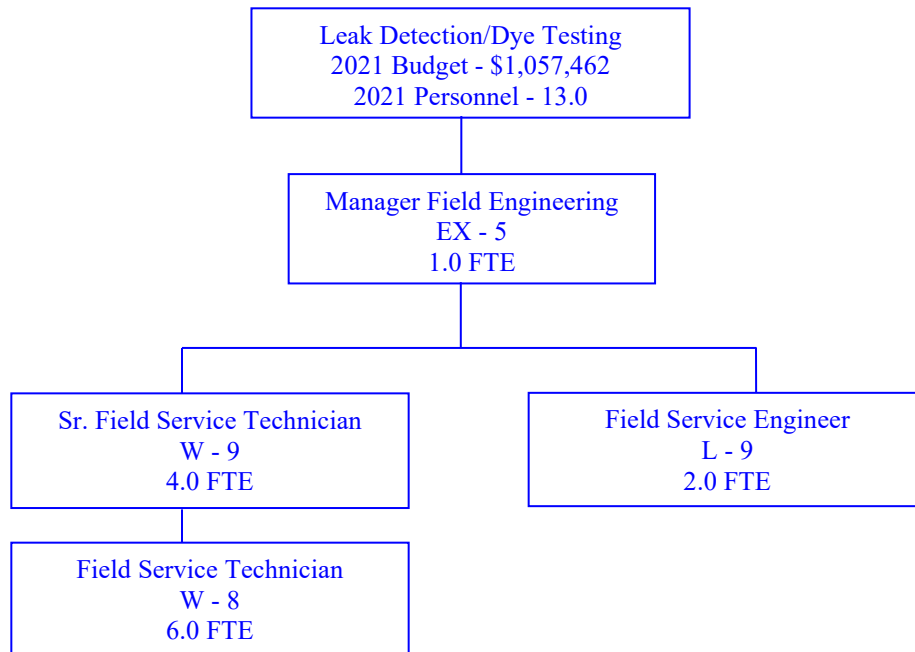 Leak Detection/Dye Testing
2021 Budget - $1,057,462
2021 Personnel - 13.0
Manager Field Engineering
EX - 5
1.0 FTE
Sr. Field Service Technician
W - 9
4.0 FTE
Field Service Engineer
L - 9
2.0 FTE
Field Service Technician
W - 8
6.0 FTE